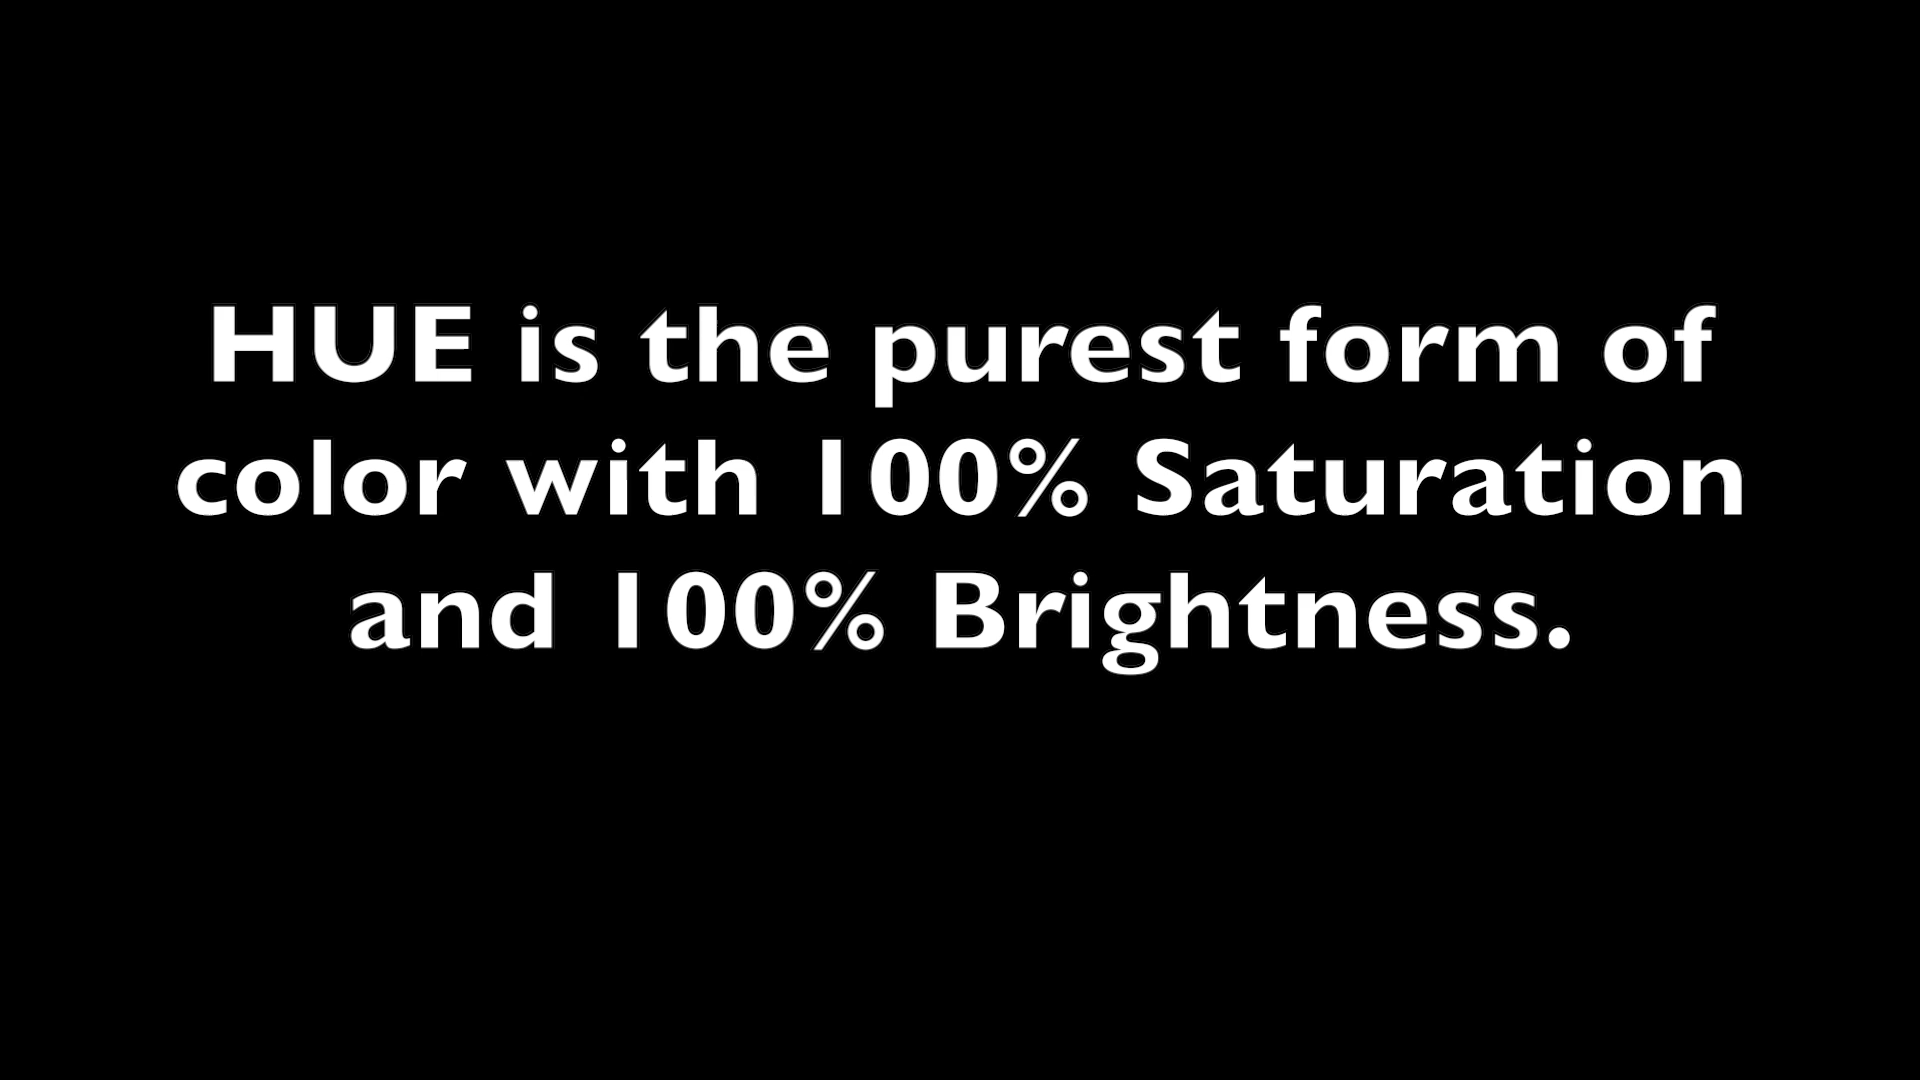 HUE is the purest form of
color with 100% Saturation
and 100% Brightness.